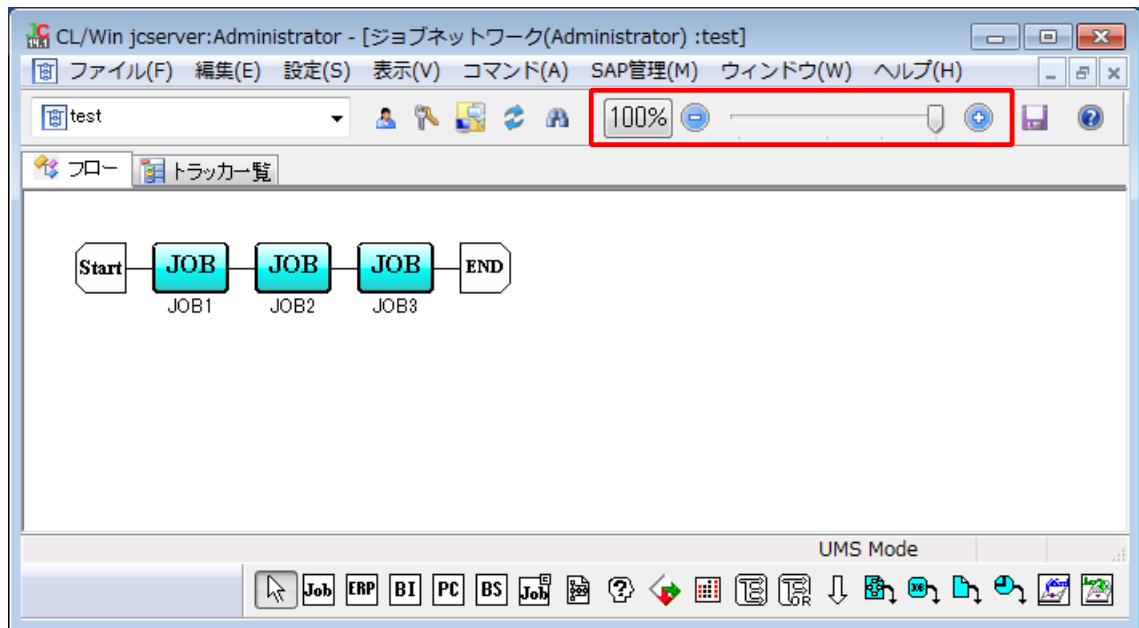 CL/Win jcserver:Administrator - [ジョブネットワーク(Administrator) :test]
ファイル(F) 編集(E) 設定(S) 表示(V) コマンド(A) SAP管理(M) ウィンドウ(W) ヘルプ(H)
test 100%
フロー トラッカー覧
Start JOB JOB JOB END
JOB1 JOB2 JOB3
UMS Mode
Job ERP BI PC BS Job OR